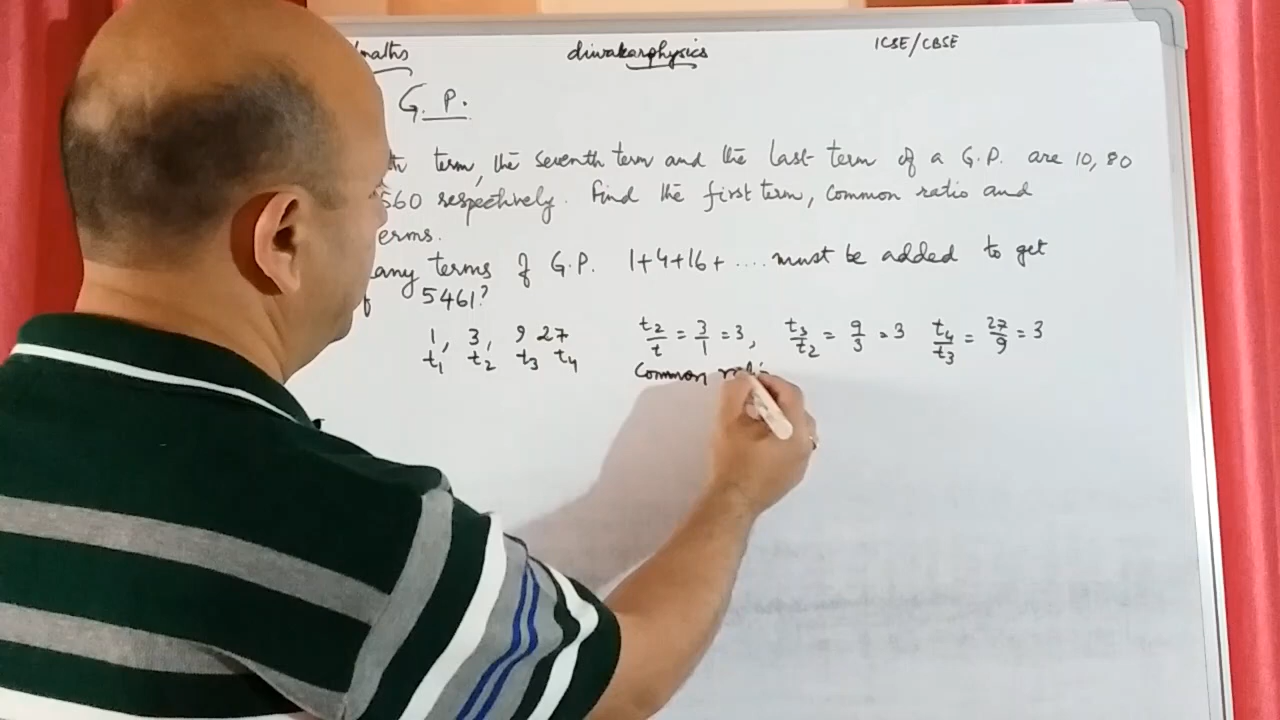 maths diwakarphysics ICSE/CBSE
G.P.
term, the seventh term and the last term of a G.P. are 10, 80
560 respectively. Find the first term, common ratio and
erms.
any terms of G.P. 1+4+16+ .... must be added to get
5461?
1, 3, 9 27 t2/t = 3/1 = 3, t3/t2 = 9/3 = 3 t4/t3 = 27/9 = 3
t1 t2 t3 t4 Common